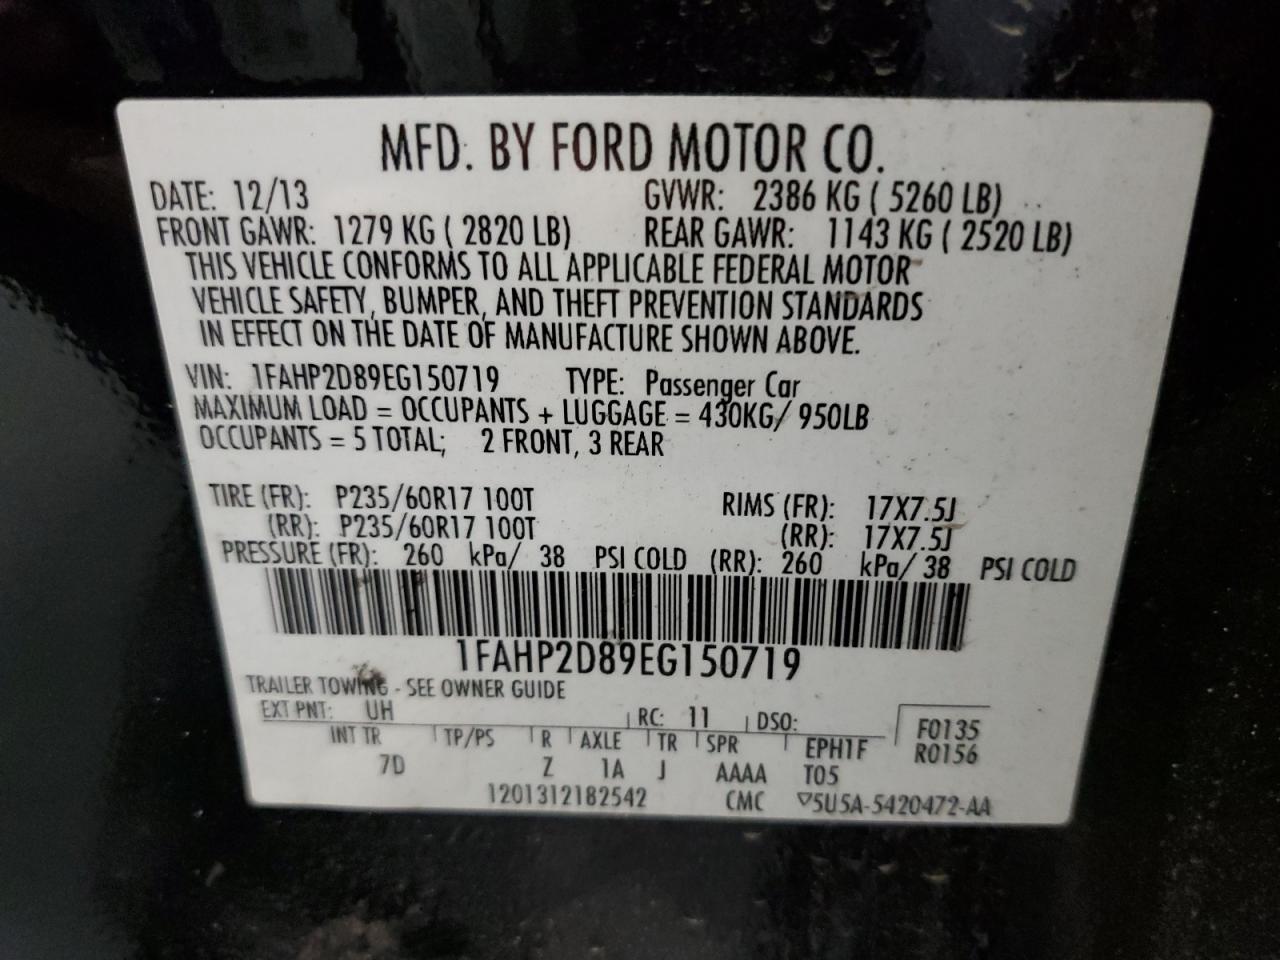 MFD. BY FORD MOTOR CO.
DATE: 12/13 GVWR: 2386 KG ( 5260 LB)
FRONT GAWR: 1279 KG ( 2820 LB) REAR GAWR: 1143 KG ( 2520 LB)
THIS VEHICLE CONFORMS TO ALL APPLICABLE FEDERAL MOTOR
VEHICLE SAFETY, BUMPER, AND THEFT PREVENTION STANDARDS
IN EFFECT ON THE DATE OF MANUFACTURE SHOWN ABOVE.
VIN: 1FAHP2D89EG150719 TYPE: Passenger Car
MAXIMUM LOAD = OCCUPANTS + LUGGAGE = 430KG/ 950LB
OCCUPANTS = 5 TOTAL; 2 FRONT, 3 REAR
TIRE (FR): P235/60R17 100T RIMS (FR): 17X7.5J
(RR): P235/60R17 100T (RR): 17X7.5J
PRESSURE (FR): 260 kPa/ 38 PSI COLD (RR): 260 kPa/ 38 PSI COLD
1FAHP2D89EG150719
TRAILER TOWING - SEE OWNER GUIDE
EXT PNT: UH RC: 11 DSO: F0135
INT TR TP/PS R AXLE TR SPR EPH1F R0156
7D Z 1A J AAAA T05
1201312182542 CMC ▽5U5A-5420472-AA